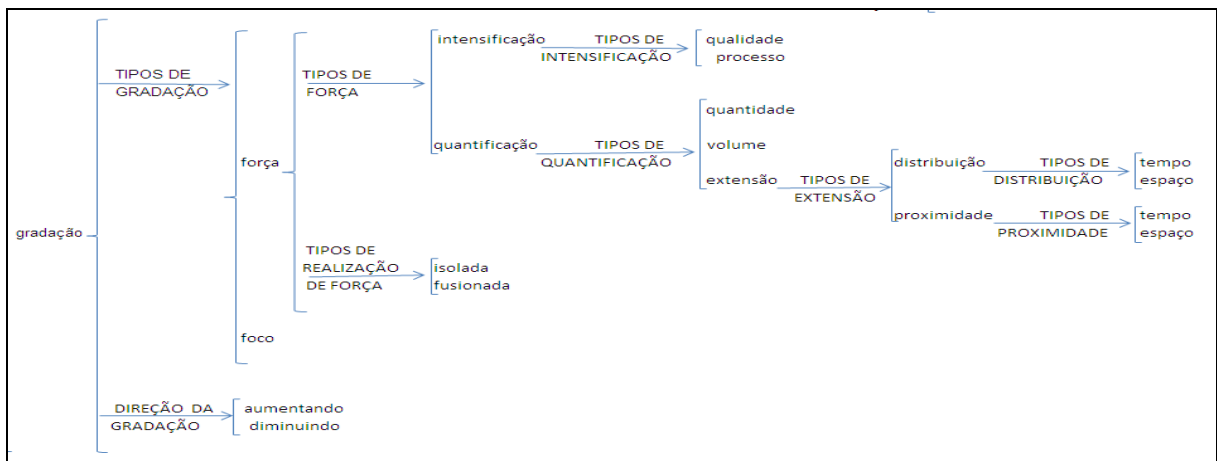 gradação
TIPOS DE
GRADAÇÃO
força
foco
TIPOS DE
FORÇA
intensificação
TIPOS DE
INTENSIFICAÇÃO
qualidade
processo
quantificação
TIPOS DE
QUANTIFICAÇÃO
quantidade
volume
extensão
TIPOS DE
EXTENSÃO
distribuição
TIPOS DE
DISTRIBUIÇÃO
tempo
espaço
proximidade
TIPOS DE
PROXIMIDADE
tempo
espaço
TIPOS DE
REALIZAÇÃO
DE FORÇA
isolada
fusionada
DIREÇÃO DA
GRADAÇÃO
aumentando
diminuindo